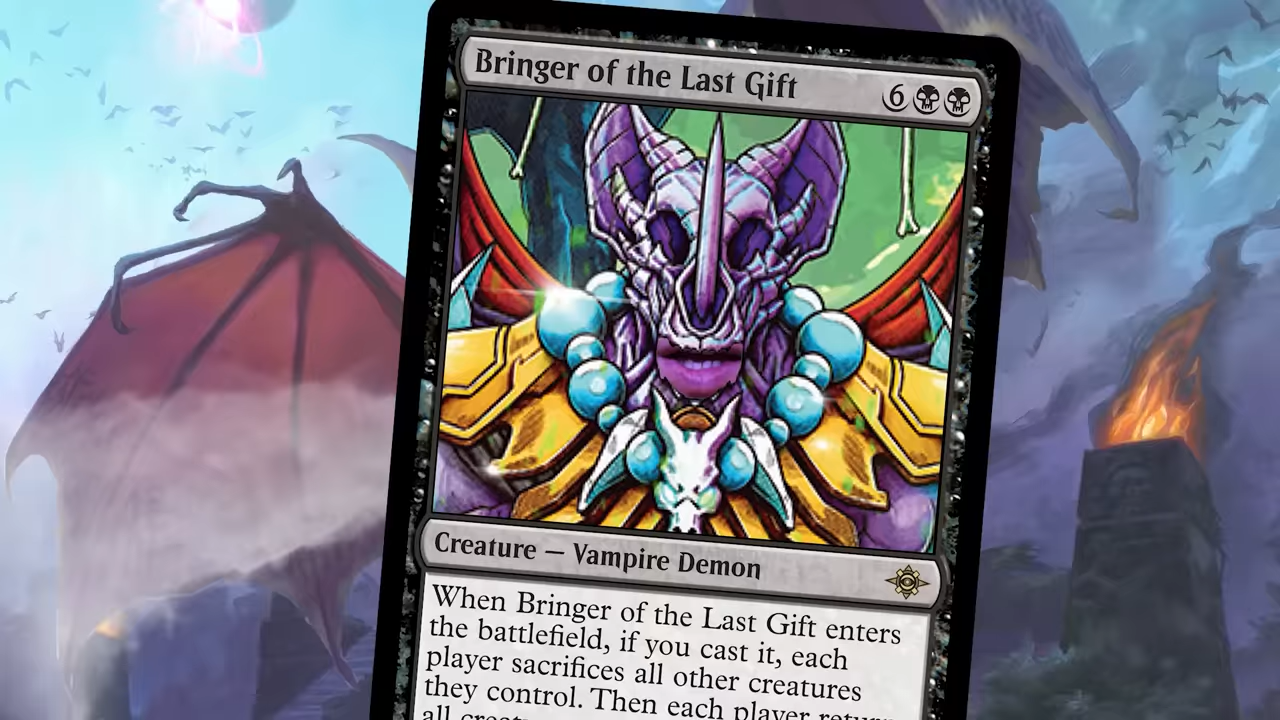 Bringer of the Last Gift 6
Creature — Vampire Demon
When Bringer of the Last Gift enters
the battlefield, if you cast it, each
player sacrifices all other creatures
they control. Then each player
all